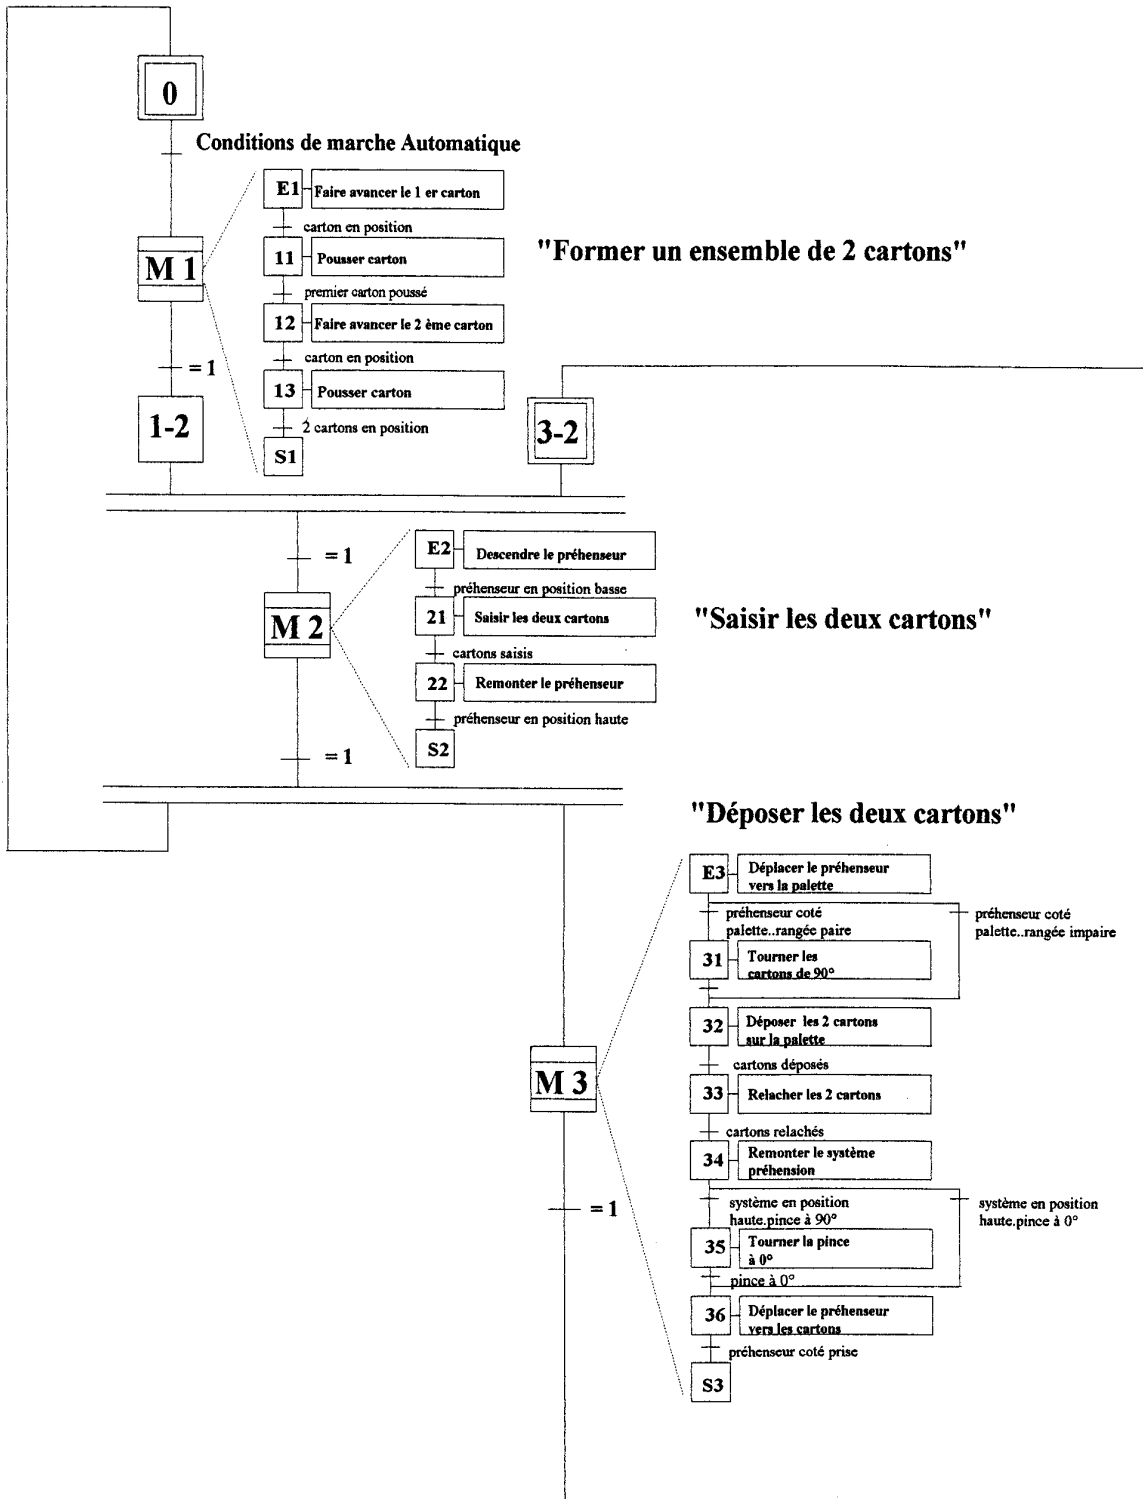 0
Conditions de marche Automatique
E1
Faire avancer le 1 er carton
carton en position
M 1
11
Pousser carton
"Former un ensemble de 2 cartons"
premier carton poussé
12
Faire avancer le 2 ème carton
= 1
carton en position
13
Pousser carton
1-2
2 cartons en position
3-2
S1
= 1
E2
Descendre le préhenseur
préhenseur en position basse
M 2
21
Saisir les deux cartons
"Saisir les deux cartons"
cartons saisis
22
Remonter le préhenseur
préhenseur en position haute
= 1
S2
"Déposer les deux cartons"
E3
Déplacer le préhenseur
vers la palette
préhenseur coté
palette..rangée paire
préhenseur coté
palette..rangée impaire
31
Tourner les
cartons de 90°
32
Déposer les 2 cartons
sur la palette
cartons déposés
M 3
33
Relacher les 2 cartons
cartons relachés
34
Remonter le système
préhension
= 1
système en position
haute.pince à 90°
système en position
haute.pince à 0°
35
Tourner la pince
à 0°
pince à 0°
36
Déplacer le préhenseur
vers les cartons
préhenseur coté prise
S3